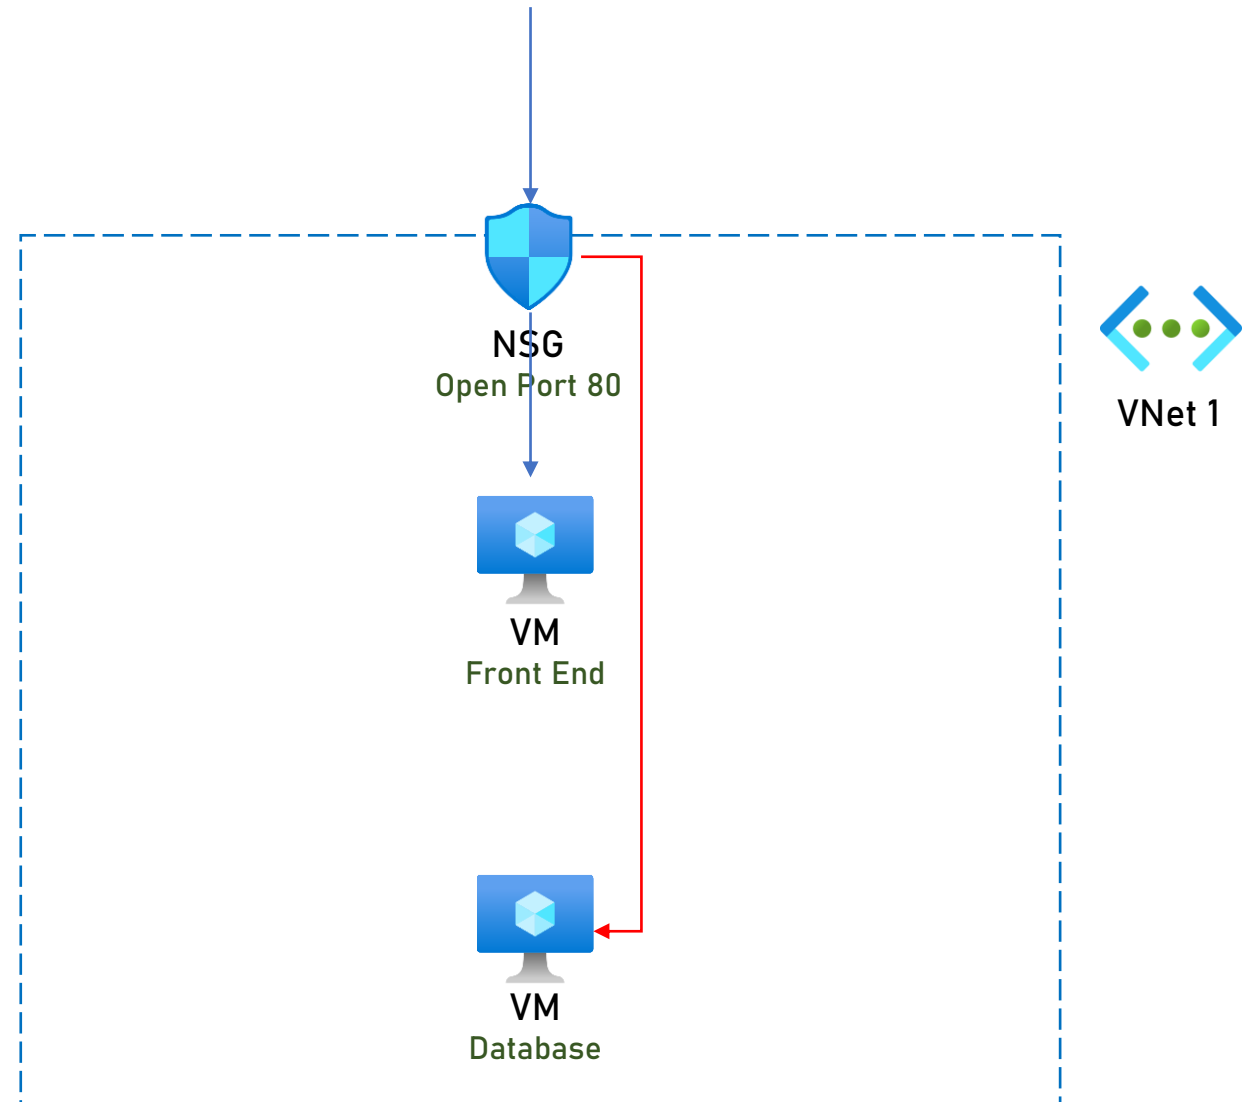 NSG
Open Port 80
VNet 1
VM
Front End
VM
Database